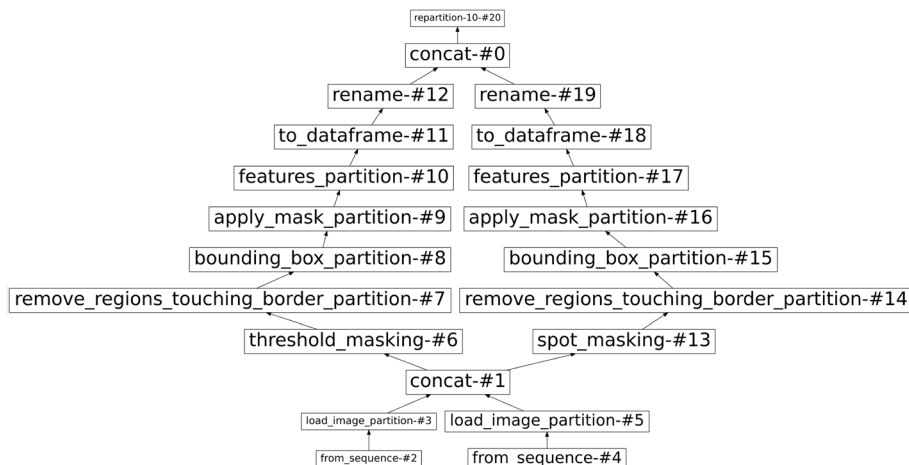 repartition-10-#20
concat-#0
rename-#12
rename-#19
to_dataframe-#11
to_dataframe-#18
features_partition-#10
features_partition-#17
apply_mask_partition-#9
apply_mask_partition-#16
bounding_box_partition-#8
bounding_box_partition-#15
remove_regions_touching_border_partition-#7
remove_regions_touching_border_partition-#14
threshold_masking-#6
spot_masking-#13
concat-#1
load_image_partition-#3
load_image_partition-#5
from_sequence-#2
from_sequence-#4